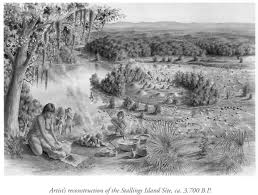 Artist's reconstruction of the Stallings Island Site, ca. 3,700 B.P.